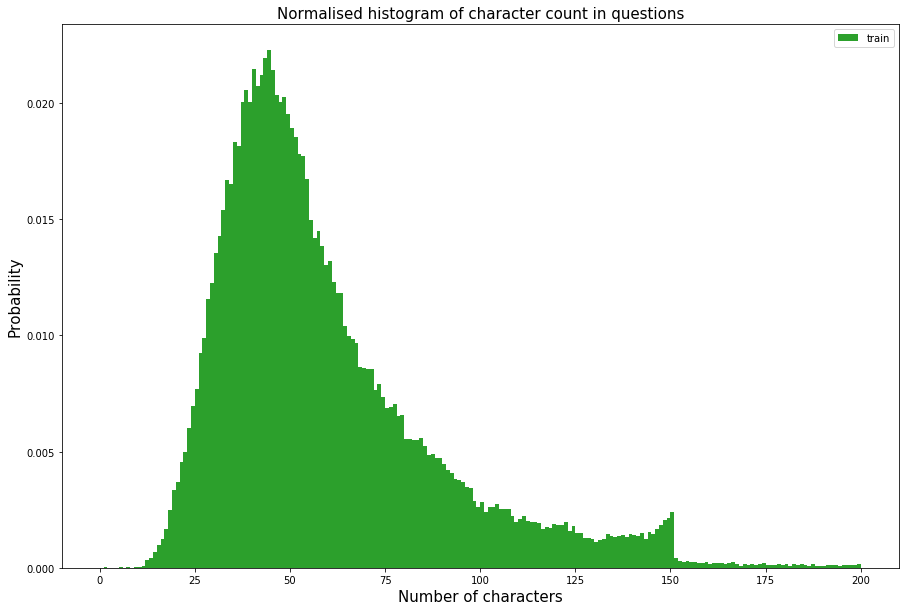 Normalised histogram of character count in questions
train
Probability
0.020
0.015
0.010
0.005
0.000
0 25 50 75 100 125 150 175 200
Number of characters